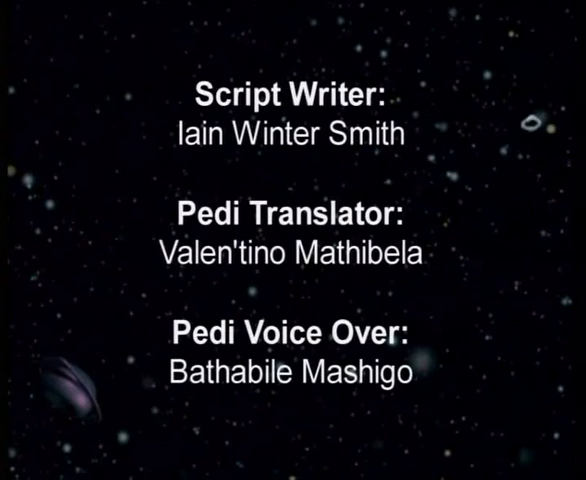 Script Writer:
Iain Winter Smith
Pedi Translator:
Valen'tino Mathibela
Pedi Voice Over:
Bathabile Mashigo